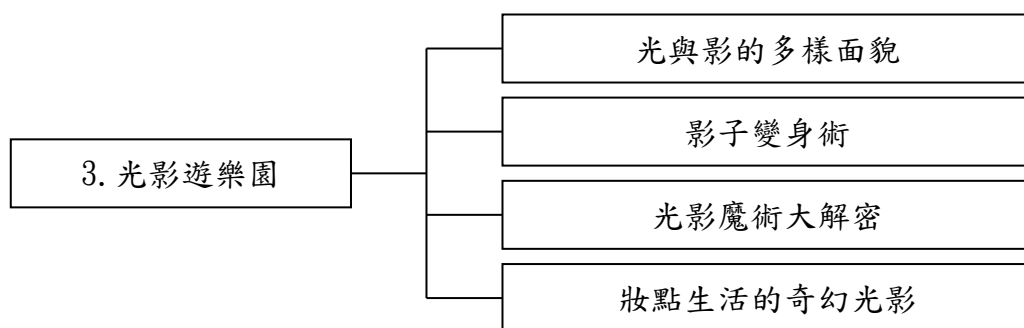 光與影的多樣面貌
影子變身術
3.光影遊樂園
光影魔術大解密
妝點生活的奇幻光影